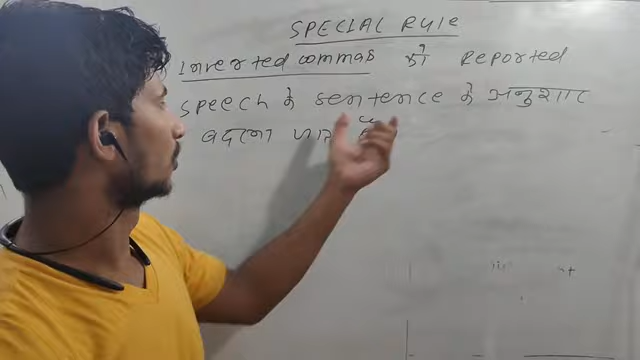 SPECIAL RULE
Inverted commas को Reported
speech के sentence के अनुशार
बदला जाता है